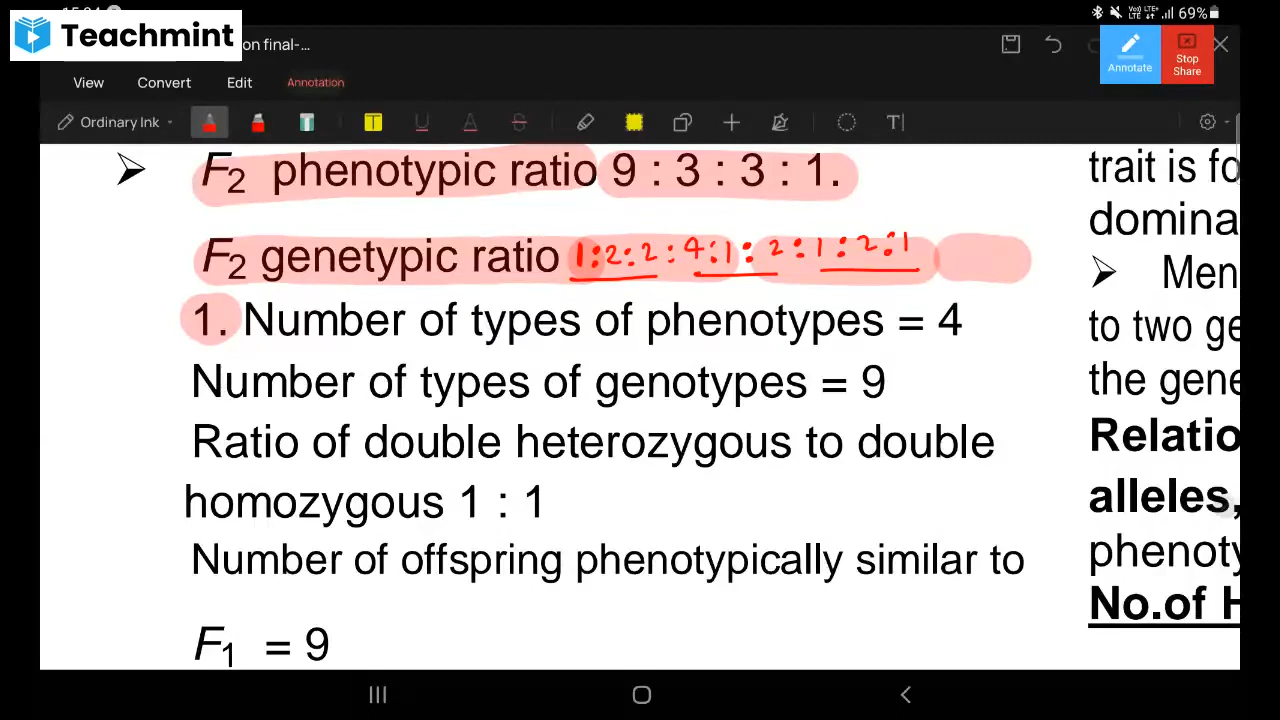 Teachmint
on final-...
69%
Annotate
Stop Share
View Convert Edit Annotation
Ordinary Ink
F2 phenotypic ratio 9 : 3 : 3 : 1.
F2 genetypic ratio 1:2:2:4:1:2:1:2:1
1. Number of types of phenotypes = 4
Number of types of genotypes = 9
Ratio of double heterozygous to double
homozygous 1 : 1
Number of offspring phenotypically similar to
F1 = 9
trait is fo
domina
➢ Men
to two ge
the gene
Relatio
alleles,
phenoty
No.of H